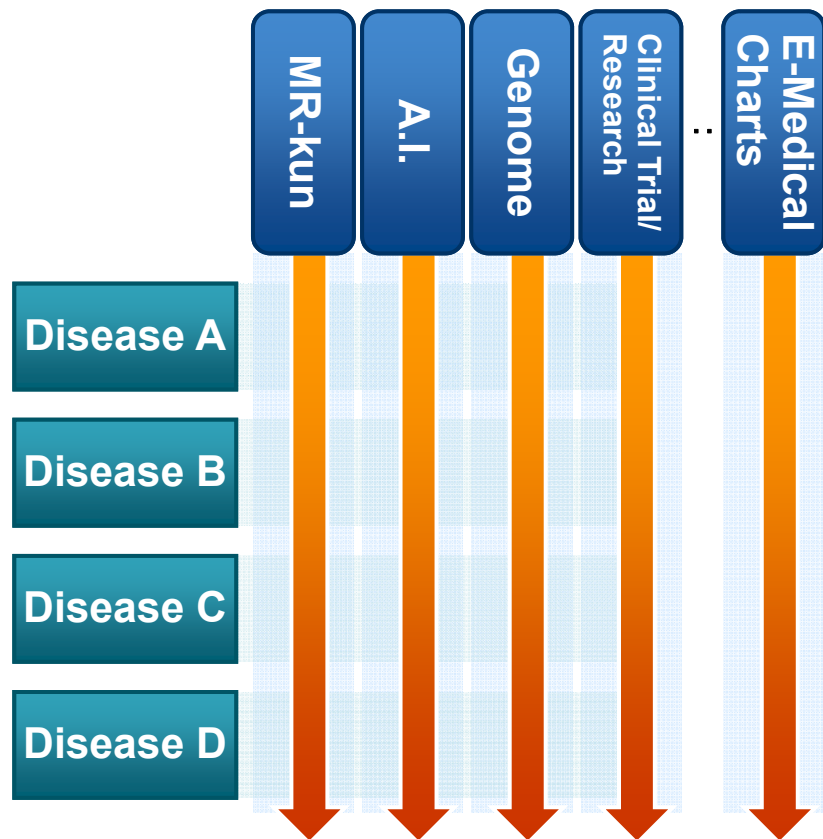 MR-kun
A.I.
Genome
Clinical Trial/
Research
..
E-Medical
Charts
Disease A
Disease B
Disease C
Disease D